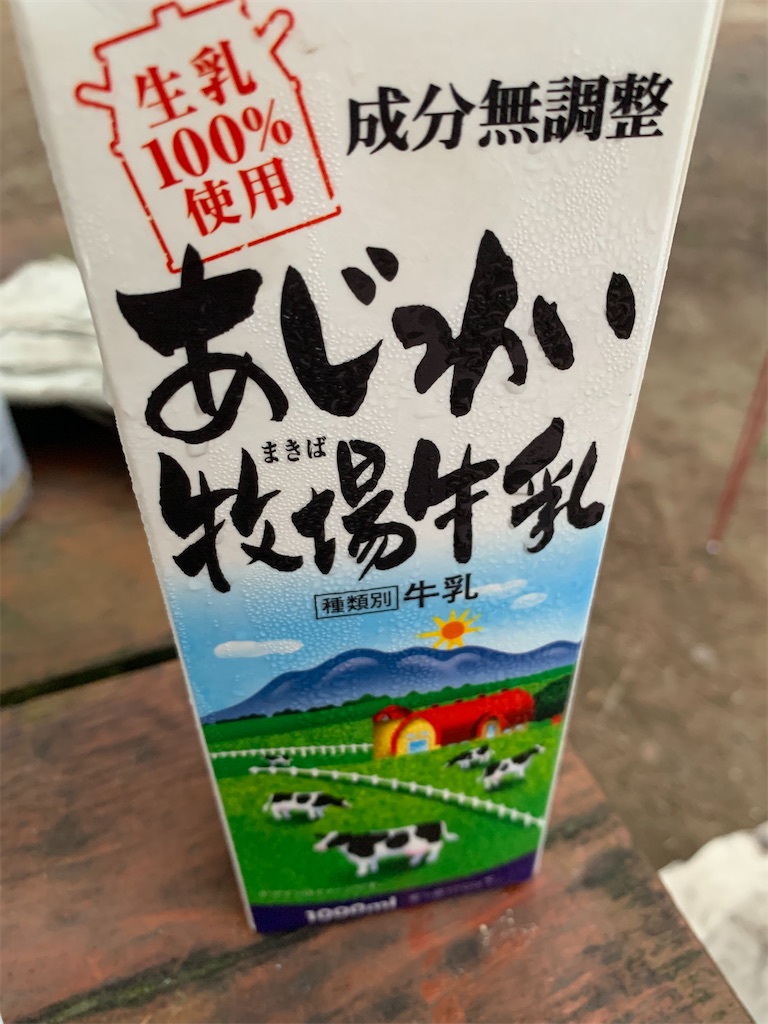 生乳
100%
使用
成分無調整
あじわい
まきば
牧場牛乳
種類別 牛乳
1000ml